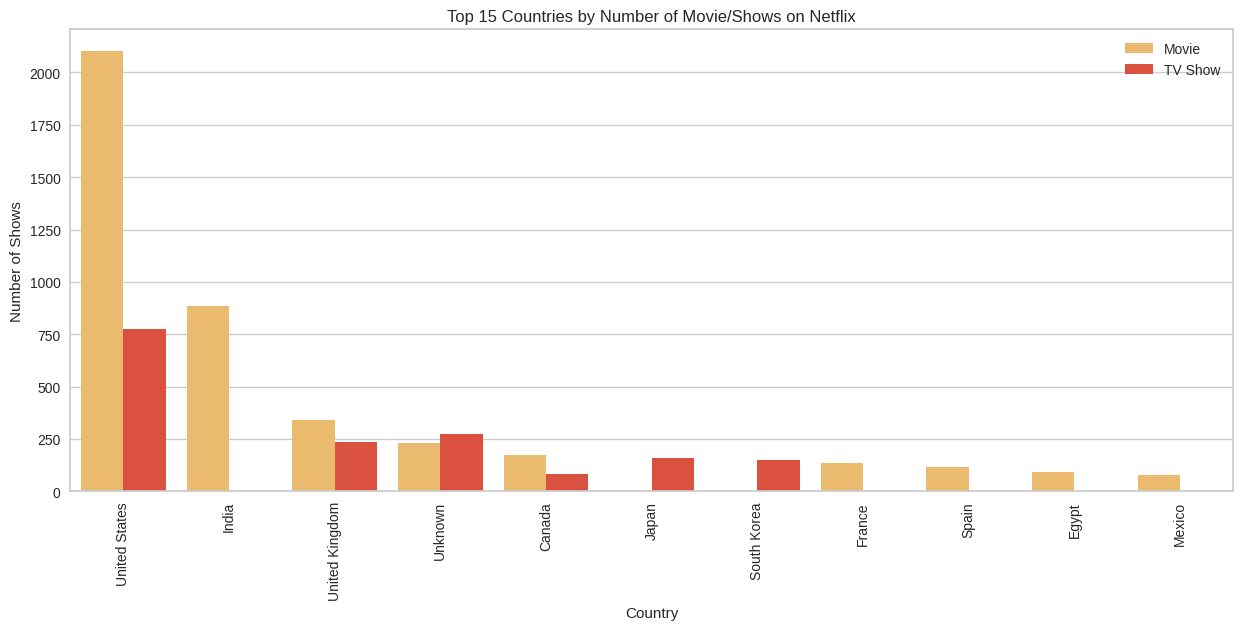 Top 15 Countries by Number of Movie/Shows on Netflix
Movie
TV Show
Number of Shows
2000
1750
1500
1250
1000
750
500
250
0
United States
India
United Kingdom
Unknown
Canada
Japan
South Korea
France
Spain
Egypt
Mexico
Country